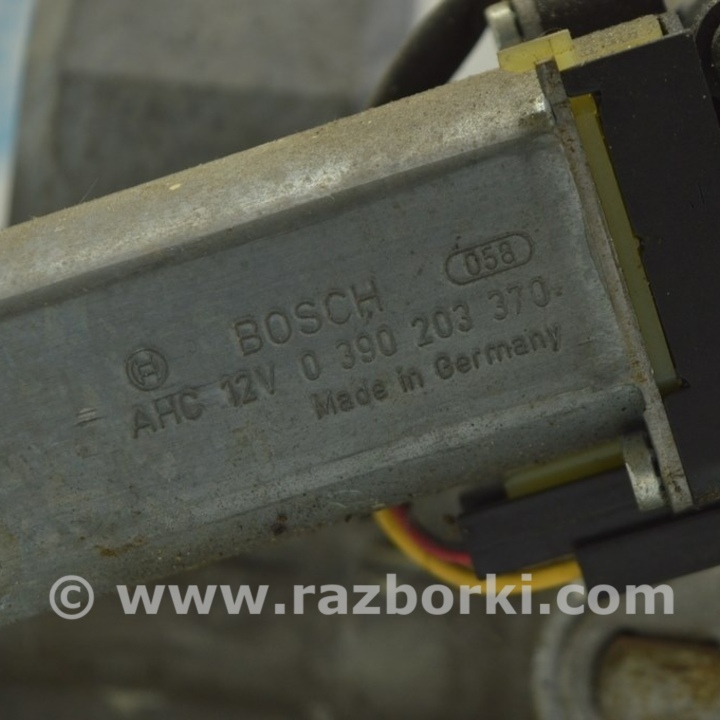 058
BOSCH
AHC 12V 0 390 203 370
Made in Germany
© www.razborki.com